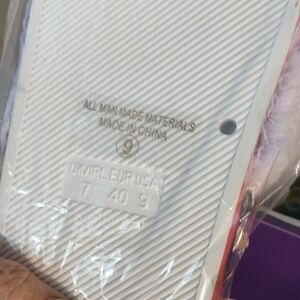 ALL MAN MADE MATERIALS
MADE IN CHINA
9
UK/IRL EUR USA
7 40 9